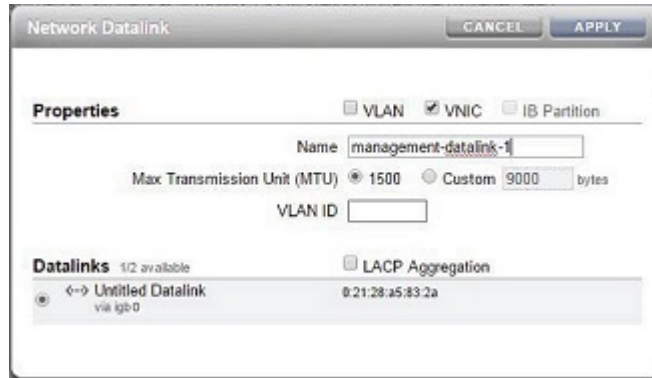 Network Datalink CANCEL APPLY
Properties VLAN VNIC IB Partition
Name management-datalink-1
Max Transmission Unit (MTU) 1500 Custom 9000 bytes
VLAN ID
Datalinks 1/2 available LACP Aggregation
Untitled Datalink 0:21:28:a5:83:2a
via igb0